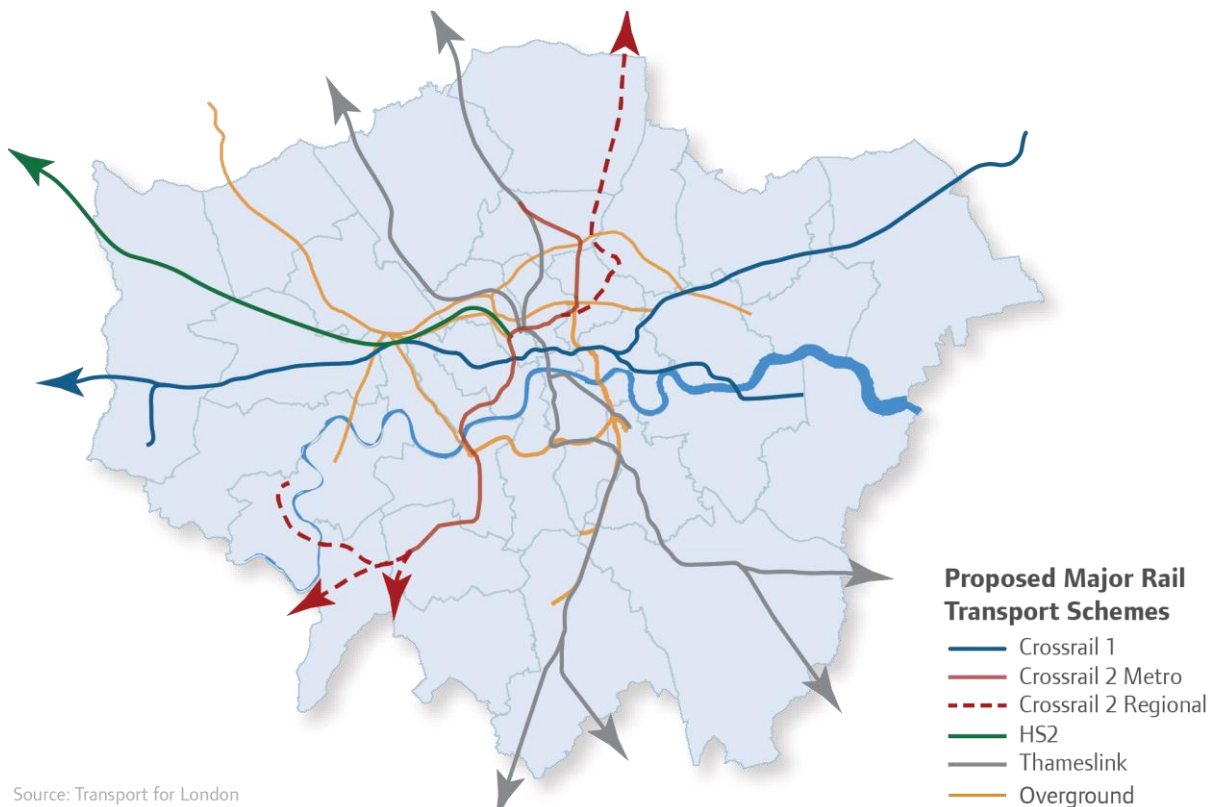 Proposed Major Rail
Transport Schemes
Crossrail 1
Crossrail 2 Metro
Crossrail 2 Regional
HS2
Thameslink
Overground
Source: Transport for London